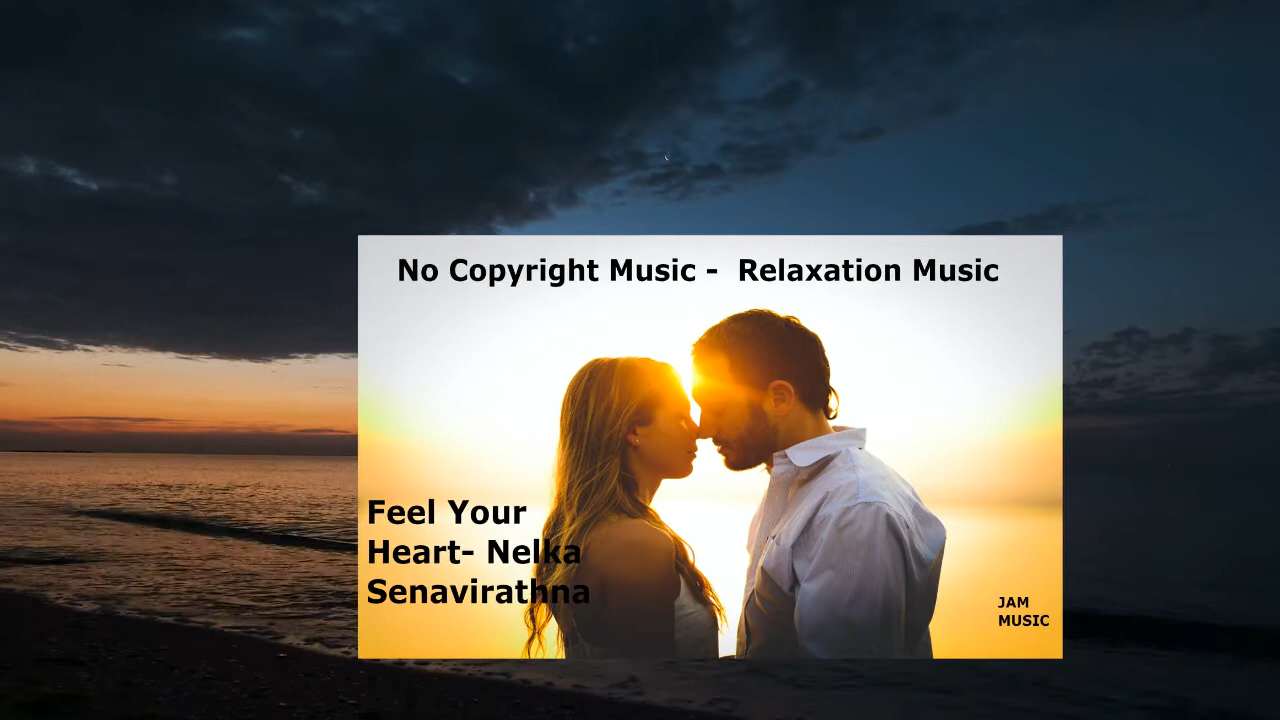 No Copyright Music -  Relaxation Music
Feel Your
Heart- Nelka
Senavirathna
JAM
MUSIC